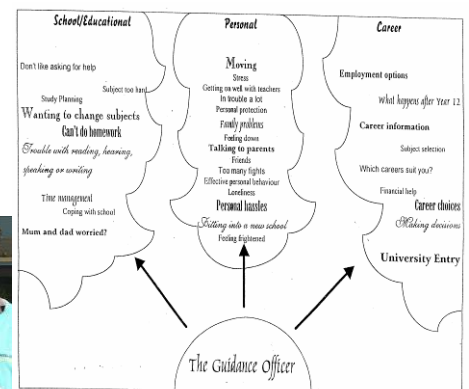 School/Educational
Don't like asking for help
Subject too hard
Study Planning
Wanting to change subjects
Can't do homework
Trouble with reading, hearing,
speaking or writing
Time management
Coping with school
Mum and dad worried?
Personal
Moving
Stress
Getting on well with teachers
In trouble a lot
Personal protection
Family problems
Feeling down
Talking to parents
Friends
Too many fights
Effective personal behaviour
Loneliness
Personal hassles
Fitting into a new school
Feeling frightened
Career
Employment options
What happens after Year 12
Career information
Subject selection
Which careers suit you?
Financial help
Career choices
Making decisions
University Entry
The Guidance Officer